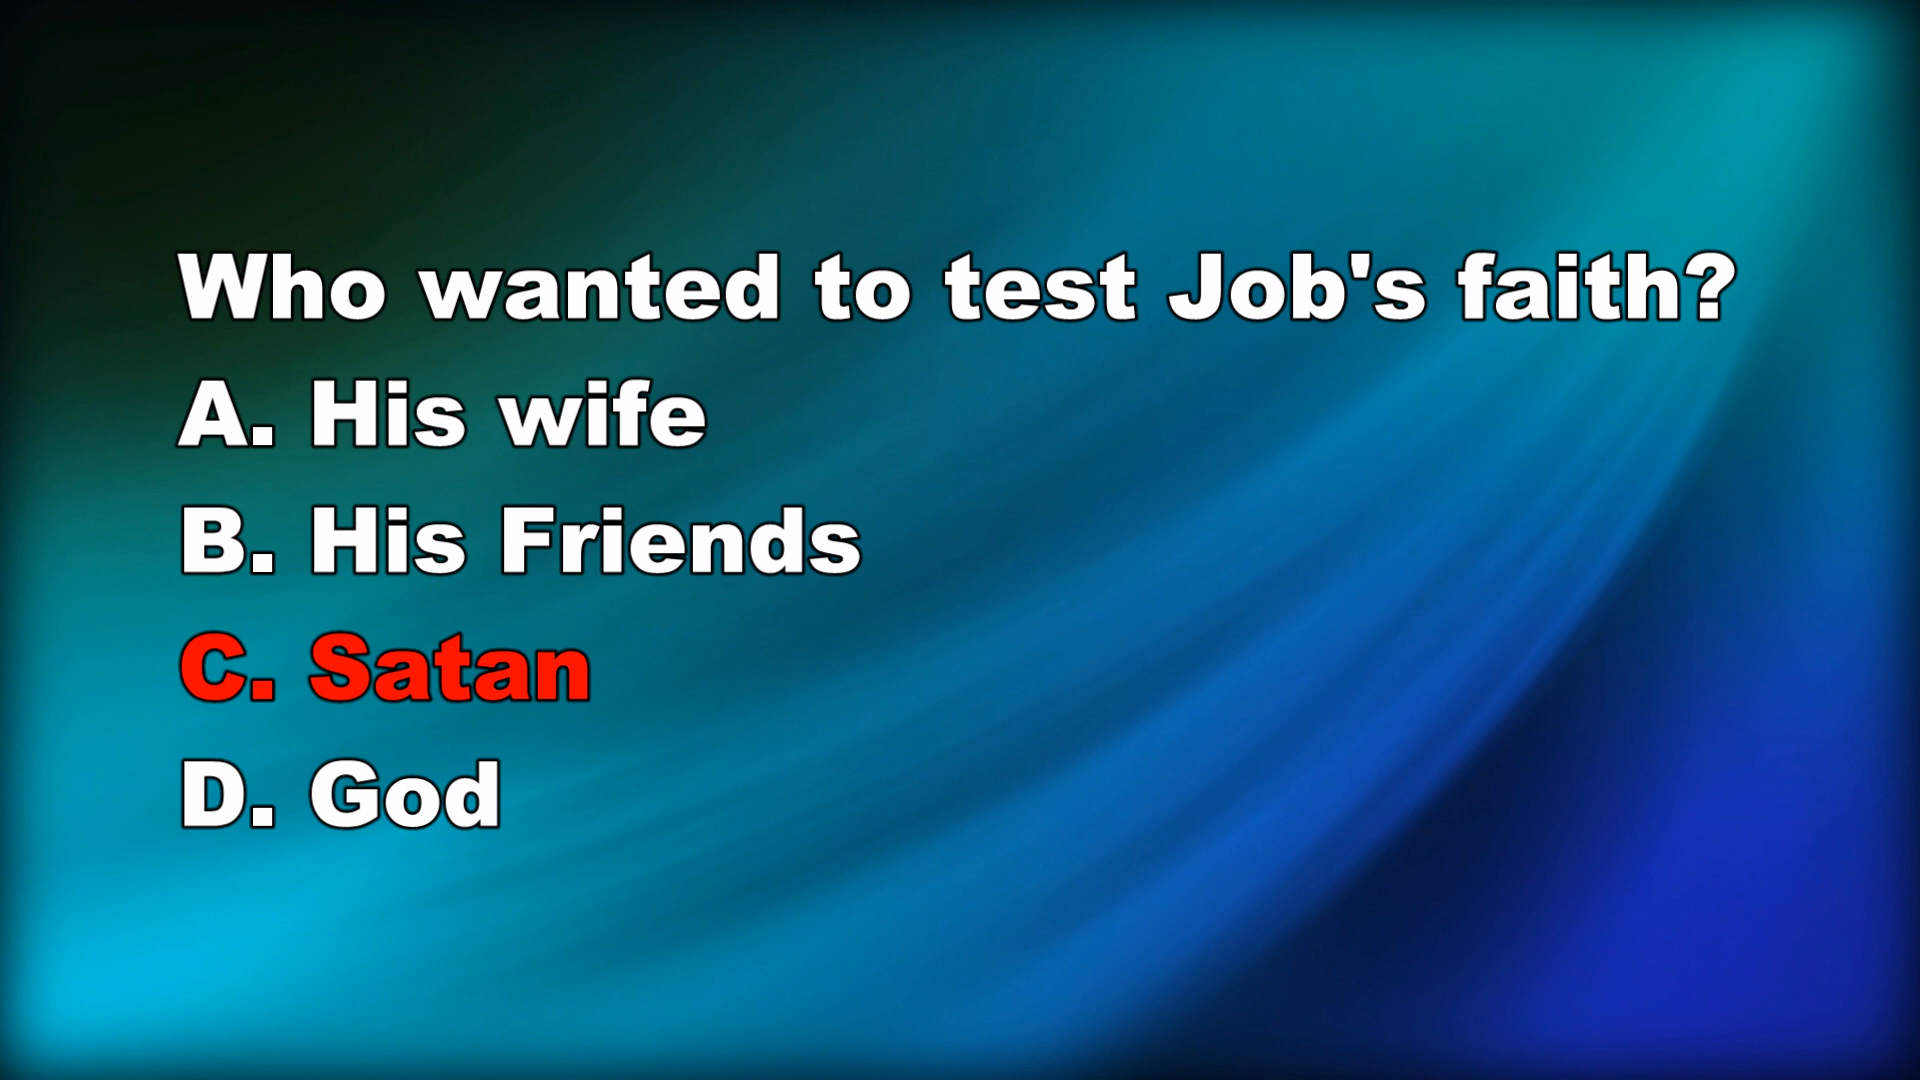 Who wanted to test Job's faith?
A. His wife
B. His Friends
C. Satan
D. God